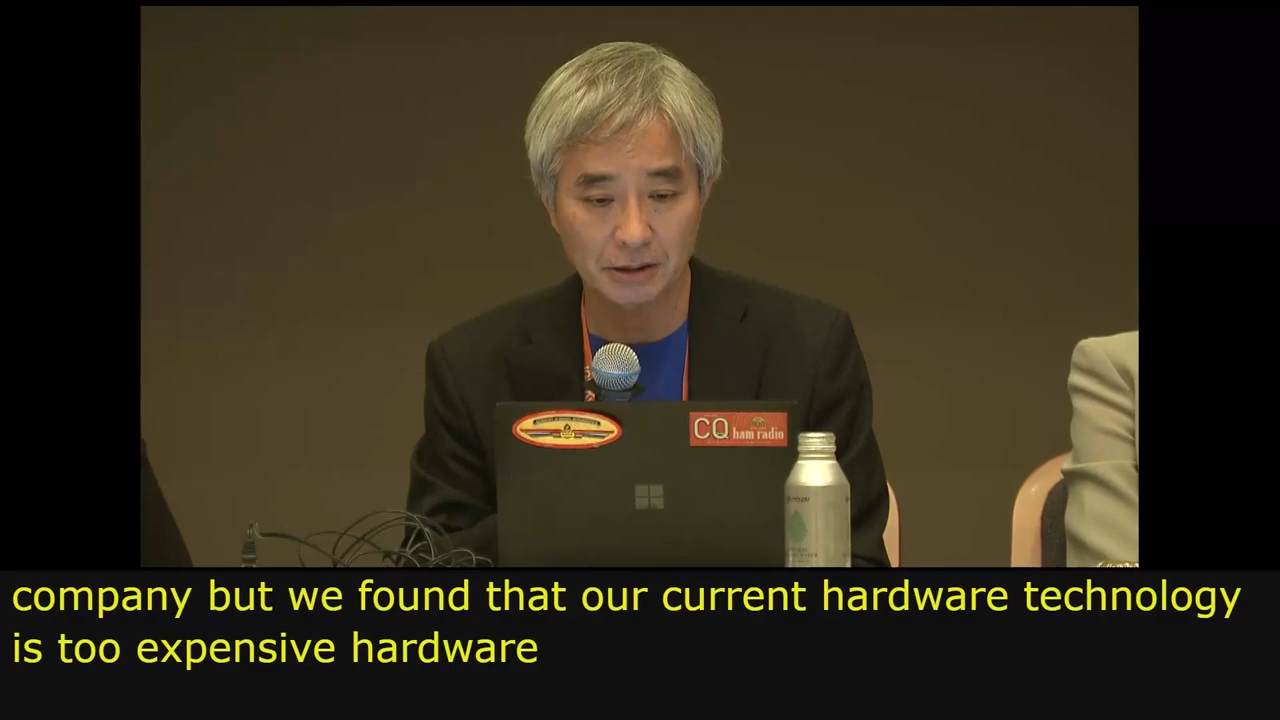 CQ ham radio
company but we found that our current hardware technology
is too expensive hardware